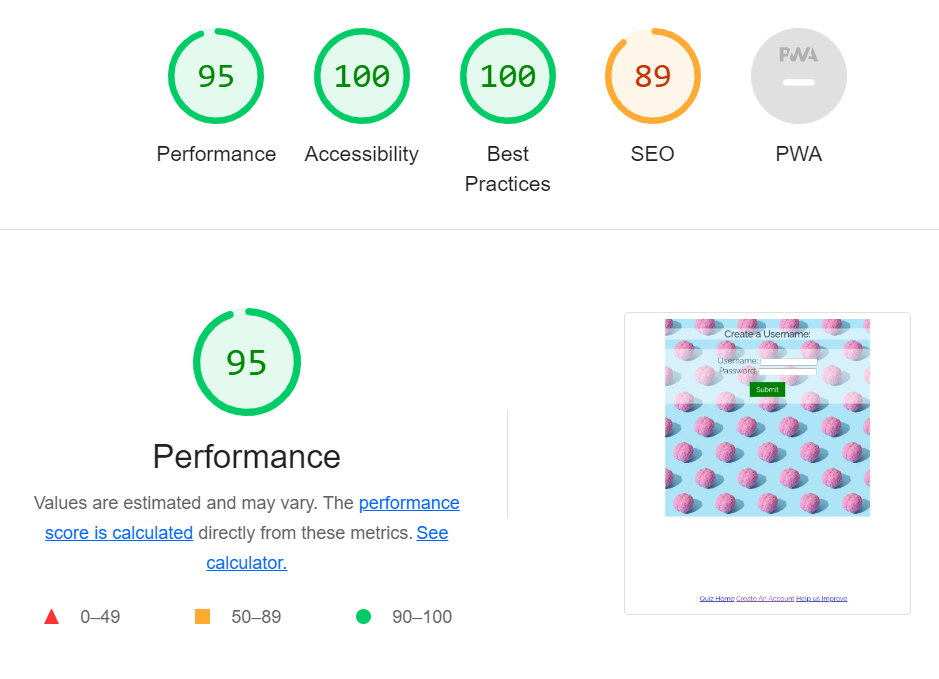 95
100
100
89
PWA
Performance
Accessibility
Best
Practices
SEO
PWA
95
Performance
Values are estimated and may vary. The performance
score is calculated directly from these metrics. See
calculator.
0–49
50–89
90–100
Create a Username:
Username:
Password:
Submit
Quiz Home Create An Account Help us Improve